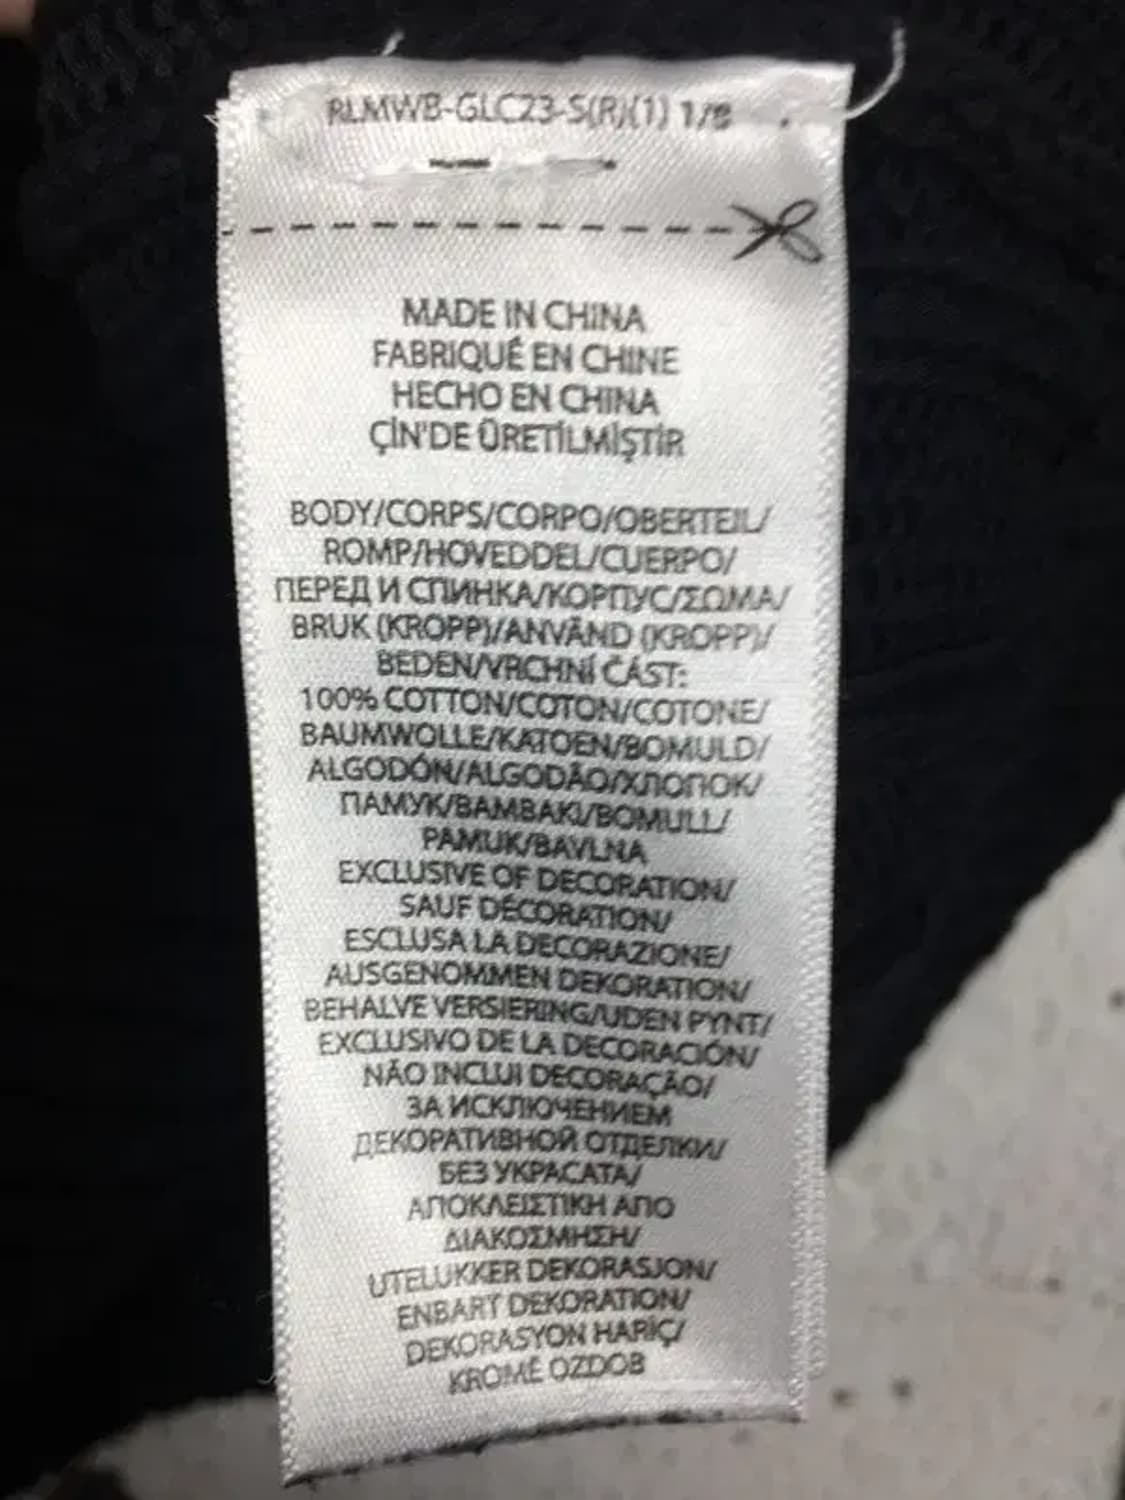 RLMWB-GLC23-S(R)(1) 1/8
MADE IN CHINA
FABRIQUÉ EN CHINE
HECHO EN CHINA
ÇİN'DE ÜRETİLMİŞTİR
BODY/CORPS/CORPO/OBERTEIL/
ROMP/HOVEDDEL/CUERPO/
ПЕРЕД И СПИНКА/КОРПУС/ΣΩΜΑ/
BRUK (KROPP)/ANVÄND (KROPP)/
BEDEN/VRCHNÍ ČÁST:
100% COTTON/COTON/COTONE/
BAUMWOLLE/KATOEN/BOMULD/
ALGODÓN/ALGODÃO/ХЛОПОК/
ПАМУК/ΒΑΜΒΑΚΙ/BOMULL/
PAMUK/BAVLNA
EXCLUSIVE OF DECORATION/
SAUF DÉCORATION/
ESCLUSA LA DECORAZIONE/
AUSGENOMMEN DEKORATION/
BEHALVE VERSIERING/UDEN PYNT/
EXCLUSIVO DE LA DECORACIÓN/
NÃO INCLUI DECORAÇÃO/
ЗА ИСКЛЮЧЕНИЕМ
ДЕКОРАТИВНОЙ ОТДЕЛКИ/
БЕЗ УКРАСАТА/
ΑΠΟΚΛΕΙΣΤΙΚΗ ΑΠΟ
ΔΙΑΚΟΣΜΗΣΗ/
UTELUKKER DEKORASJON/
ENBART DEKORATION/
DEKORASYON HARİÇ/
KROMĚ OZDOB